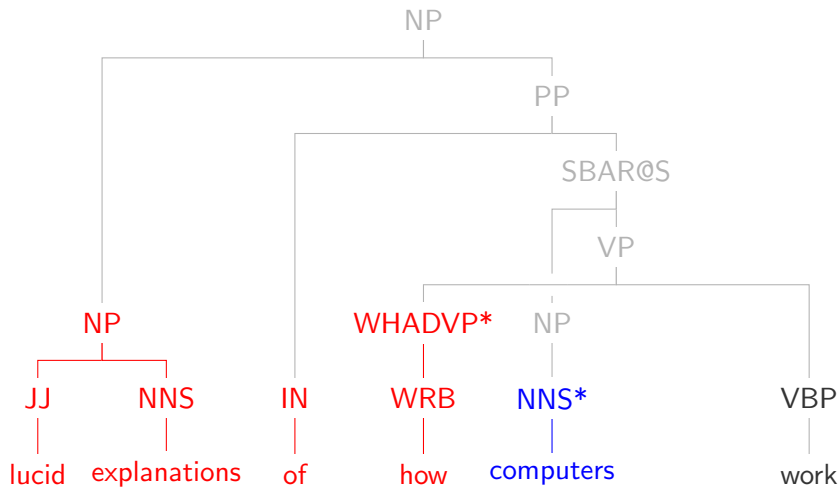 NP
PP
SBAR@S
VP
NP WHADVP* NP
JJ NNS IN WRB NNS* VBP
lucid explanations of how computers work